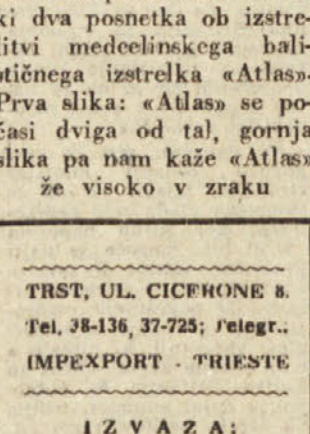 ki dva posnetka ob izstre-
litvi medcelinskega bali-
stičnega izstrelka «Atlas».
Prva slika: «Atlas» se po-
časi dviga od tal, gornja
slika pa nam kaže «Atlas»
že visoko v zraku
TRST, UL. CICERONE 8.
Tel. 38-136, 37-725; Telegr.:
IMPEXPORT - TRIESTE
IZVAZA: